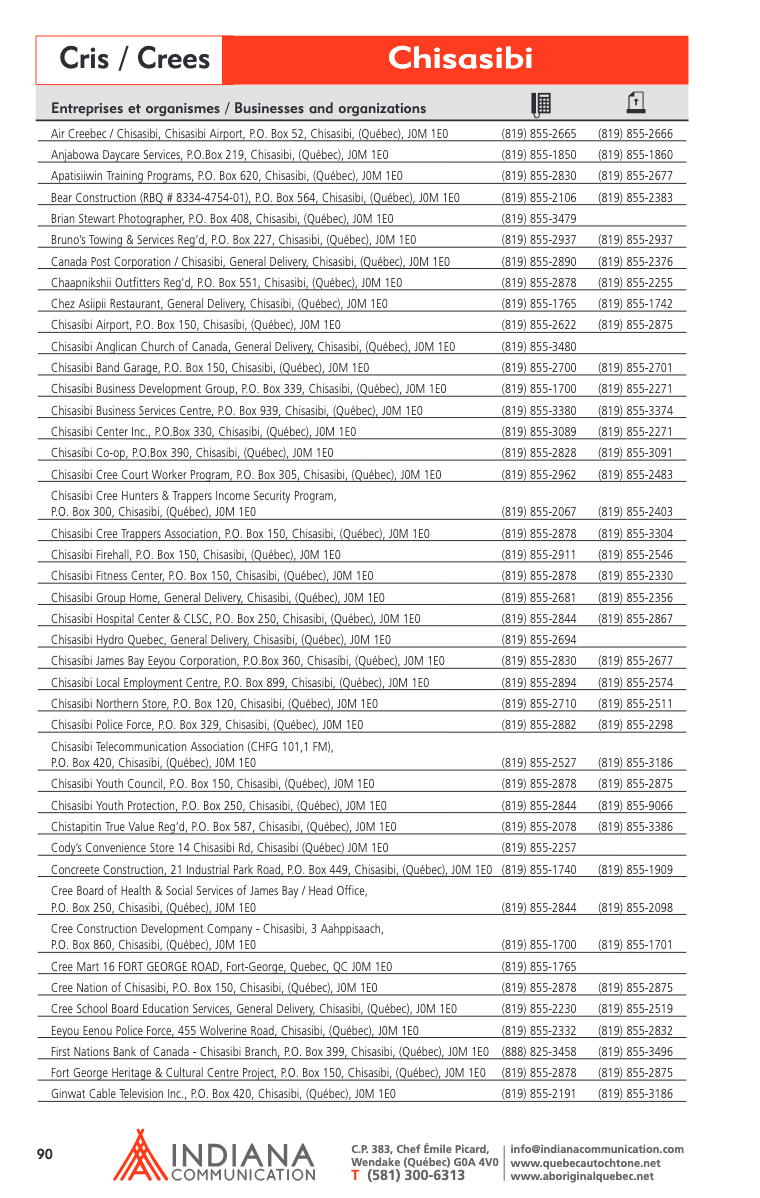 Cris / Crees
Chisasibi
Entreprises et organismes / Businesses and organizations
Air Creebec / Chisasibi, Chisasibi Airport, P.O. Box 52, Chisasibi, (Québec), J0M 1E0 (819) 855-2665 (819) 855-2666
Anjabowa Daycare Services, P.O.Box 219, Chisasibi, (Québec), J0M 1E0 (819) 855-1850 (819) 855-1860
Apatisiiwin Training Programs, P.O. Box 620, Chisasibi, (Québec), J0M 1E0 (819) 855-2830 (819) 855-2677
Bear Construction (RBQ # 8334-4754-01), P.O. Box 564, Chisasibi, (Québec), J0M 1E0 (819) 855-2106 (819) 855-2383
Brian Stewart Photographer, P.O. Box 408, Chisasibi, (Québec), J0M 1E0 (819) 855-3479
Bruno's Towing & Services Reg'd, P.O. Box 227, Chisasibi, (Québec), J0M 1E0 (819) 855-2937 (819) 855-2937
Canada Post Corporation / Chisasibi, General Delivery, Chisasibi, (Québec), J0M 1E0 (819) 855-2890 (819) 855-2376
Chaapnikshii Outfitters Reg'd, P.O. Box 551, Chisasibi, (Québec), J0M 1E0 (819) 855-2878 (819) 855-2255
Chez Asiipii Restaurant, General Delivery, Chisasibi, (Québec), J0M 1E0 (819) 855-1765 (819) 855-1742
Chisasibi Airport, P.O. Box 150, Chisasibi, (Québec), J0M 1E0 (819) 855-2622 (819) 855-2875
Chisasibi Anglican Church of Canada, General Delivery, Chisasibi, (Québec), J0M 1E0 (819) 855-3480
Chisasibi Band Garage, P.O. Box 150, Chisasibi, (Québec), J0M 1E0 (819) 855-2700 (819) 855-2701
Chisasibi Business Development Group, P.O. Box 339, Chisasibi, (Québec), J0M 1E0 (819) 855-1700 (819) 855-2271
Chisasibi Business Services Centre, P.O. Box 939, Chisasibi, (Québec), J0M 1E0 (819) 855-3380 (819) 855-3374
Chisasibi Center Inc., P.O.Box 330, Chisasibi, (Québec), J0M 1E0 (819) 855-3089 (819) 855-2271
Chisasibi Co-op, P.O.Box 390, Chisasibi, (Québec), J0M 1E0 (819) 855-2828 (819) 855-3091
Chisasibi Cree Court Worker Program, P.O. Box 305, Chisasibi, (Québec), J0M 1E0 (819) 855-2962 (819) 855-2483
Chisasibi Cree Hunters & Trappers Income Security Program,
P.O. Box 300, Chisasibi, (Québec), J0M 1E0 (819) 855-2067 (819) 855-2403
Chisasibi Cree Trappers Association, P.O. Box 150, Chisasibi, (Québec), J0M 1E0 (819) 855-2878 (819) 855-3304
Chisasibi Firehall, P.O. Box 150, Chisasibi, (Québec), J0M 1E0 (819) 855-2911 (819) 855-2546
Chisasibi Fitness Center, P.O. Box 150, Chisasibi, (Québec), J0M 1E0 (819) 855-2878 (819) 855-2330
Chisasibi Group Home, General Delivery, Chisasibi, (Québec), J0M 1E0 (819) 855-2681 (819) 855-2356
Chisasibi Hospital Center & CLSC, P.O. Box 250, Chisasibi, (Québec), J0M 1E0 (819) 855-2844 (819) 855-2867
Chisasibi Hydro Quebec, General Delivery, Chisasibi, (Québec), J0M 1E0 (819) 855-2694
Chisasibi James Bay Eeyou Corporation, P.O.Box 360, Chisasibi, (Québec), J0M 1E0 (819) 855-2830 (819) 855-2677
Chisasibi Local Employment Centre, P.O. Box 899, Chisasibi, (Québec), J0M 1E0 (819) 855-2894 (819) 855-2574
Chisasibi Northern Store, P.O. Box 120, Chisasibi, (Québec), J0M 1E0 (819) 855-2710 (819) 855-2511
Chisasibi Police Force, P.O. Box 329, Chisasibi, (Québec), J0M 1E0 (819) 855-2882 (819) 855-2298
Chisasibi Telecommunication Association (CHFG 101,1 FM),
P.O. Box 420, Chisasibi, (Québec), J0M 1E0 (819) 855-2527 (819) 855-3186
Chisasibi Youth Council, P.O. Box 150, Chisasibi, (Québec), J0M 1E0 (819) 855-2878 (819) 855-2875
Chisasibi Youth Protection, P.O. Box 250, Chisasibi, (Québec), J0M 1E0 (819) 855-2844 (819) 855-9066
Chistapitin True Value Reg'd, P.O. Box 587, Chisasibi, (Québec), J0M 1E0 (819) 855-2078 (819) 855-3386
Cody's Convenience Store 14 Chisasibi Rd, Chisasibi (Québec) J0M 1E0 (819) 855-2257
Concreete Construction, 21 Industrial Park Road, P.O. Box 449, Chisasibi, (Québec), J0M 1E0 (819) 855-1740 (819) 855-1909
Cree Board of Health & Social Services of James Bay / Head Office,
P.O. Box 250, Chisasibi, (Québec), J0M 1E0 (819) 855-2844 (819) 855-2098
Cree Construction Development Company - Chisasibi, 3 Aahppisaach,
P.O. Box 860, Chisasibi, (Québec), J0M 1E0 (819) 855-1700 (819) 855-1701
Cree Mart 16 FORT GEORGE ROAD, Fort-George, Quebec, QC J0M 1E0 (819) 855-1765
Cree Nation of Chisasibi, P.O. Box 150, Chisasibi, (Québec), J0M 1E0 (819) 855-2878 (819) 855-2875
Cree School Board Education Services, General Delivery, Chisasibi, (Québec), J0M 1E0 (819) 855-2230 (819) 855-2519
Eeyou Eenou Police Force, 455 Wolverine Road, Chisasibi, (Québec), J0M 1E0 (819) 855-2332 (819) 855-2832
First Nations Bank of Canada - Chisasibi Branch, P.O. Box 399, Chisasibi, (Québec), J0M 1E0 (888) 825-3458 (819) 855-3496
Fort George Heritage & Cultural Centre Project, P.O. Box 150, Chisasibi, (Québec), J0M 1E0 (819) 855-2878 (819) 855-2875
Ginwat Cable Television Inc., P.O. Box 420, Chisasibi, (Québec), J0M 1E0 (819) 855-2191 (819) 855-3186
90
INDIANA
COMMUNICATION
C.P. 383, Chef Émile Picard,
Wendake (Québec) G0A 4V0
T (581) 300-6313
info@indianacommunication.com
www.quebecautochtone.net
www.aboriginalquebec.net